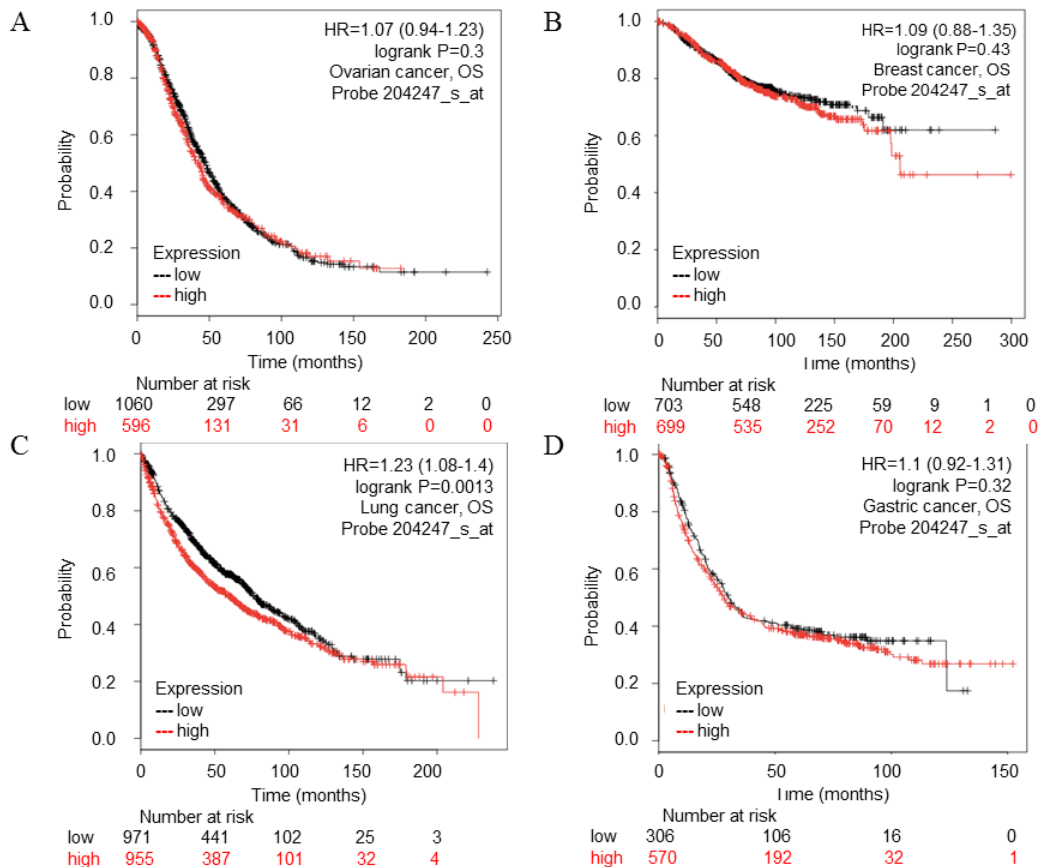 A
HR=1.07 (0.94-1.23)
logrank P=0.3
Ovarian cancer, OS
Probe 204247_s_at
Probability
1.0
0.8
0.6
0.4
0.2
0.0
Expression
low
high
0 50 100 150 200 250
Time (months)
Number at risk
low 1060 297 66 12 2 0
high 596 131 31 6 0 0
B
HR=1.09 (0.88-1.35)
logrank P=0.43
Breast cancer, OS
Probe 204247_s_at
Probability
1.0
0.8
0.6
0.4
0.2
0.0
Expression
low
high
0 50 100 150 200 250 300
Time (months)
Number at risk
low 703 548 225 59 9 1 0
high 699 535 252 70 12 2 0
C
HR=1.23 (1.08-1.4)
logrank P=0.0013
Lung cancer, OS
Probe 204247_s_at
Probability
1.0
0.8
0.6
0.4
0.2
0.0
Expression
low
high
0 50 100 150 200
Time (months)
Number at risk
low 971 441 102 25 3
high 955 387 101 32 4
D
HR=1.1 (0.92-1.31)
logrank P=0.32
Gastric cancer, OS
Probe 204247_s_at
Probability
1.0
0.8
0.6
0.4
0.2
0.0
Expression
low
high
0 50 100 150
Time (months)
Number at risk
low 306 106 16 0
high 570 192 32 1